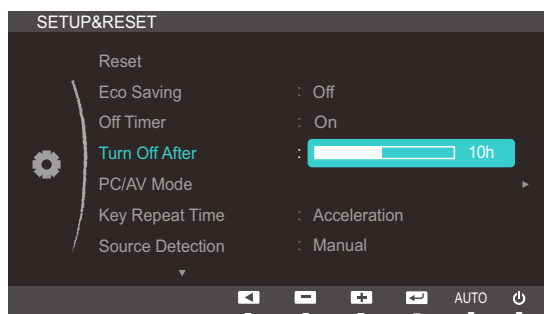 SETUP&RESET
Reset
Eco Saving : Off
Off Timer : On
Turn Off After : 10h
PC/AV Mode
Key Repeat Time : Acceleration
Source Detection : Manual
AUTO